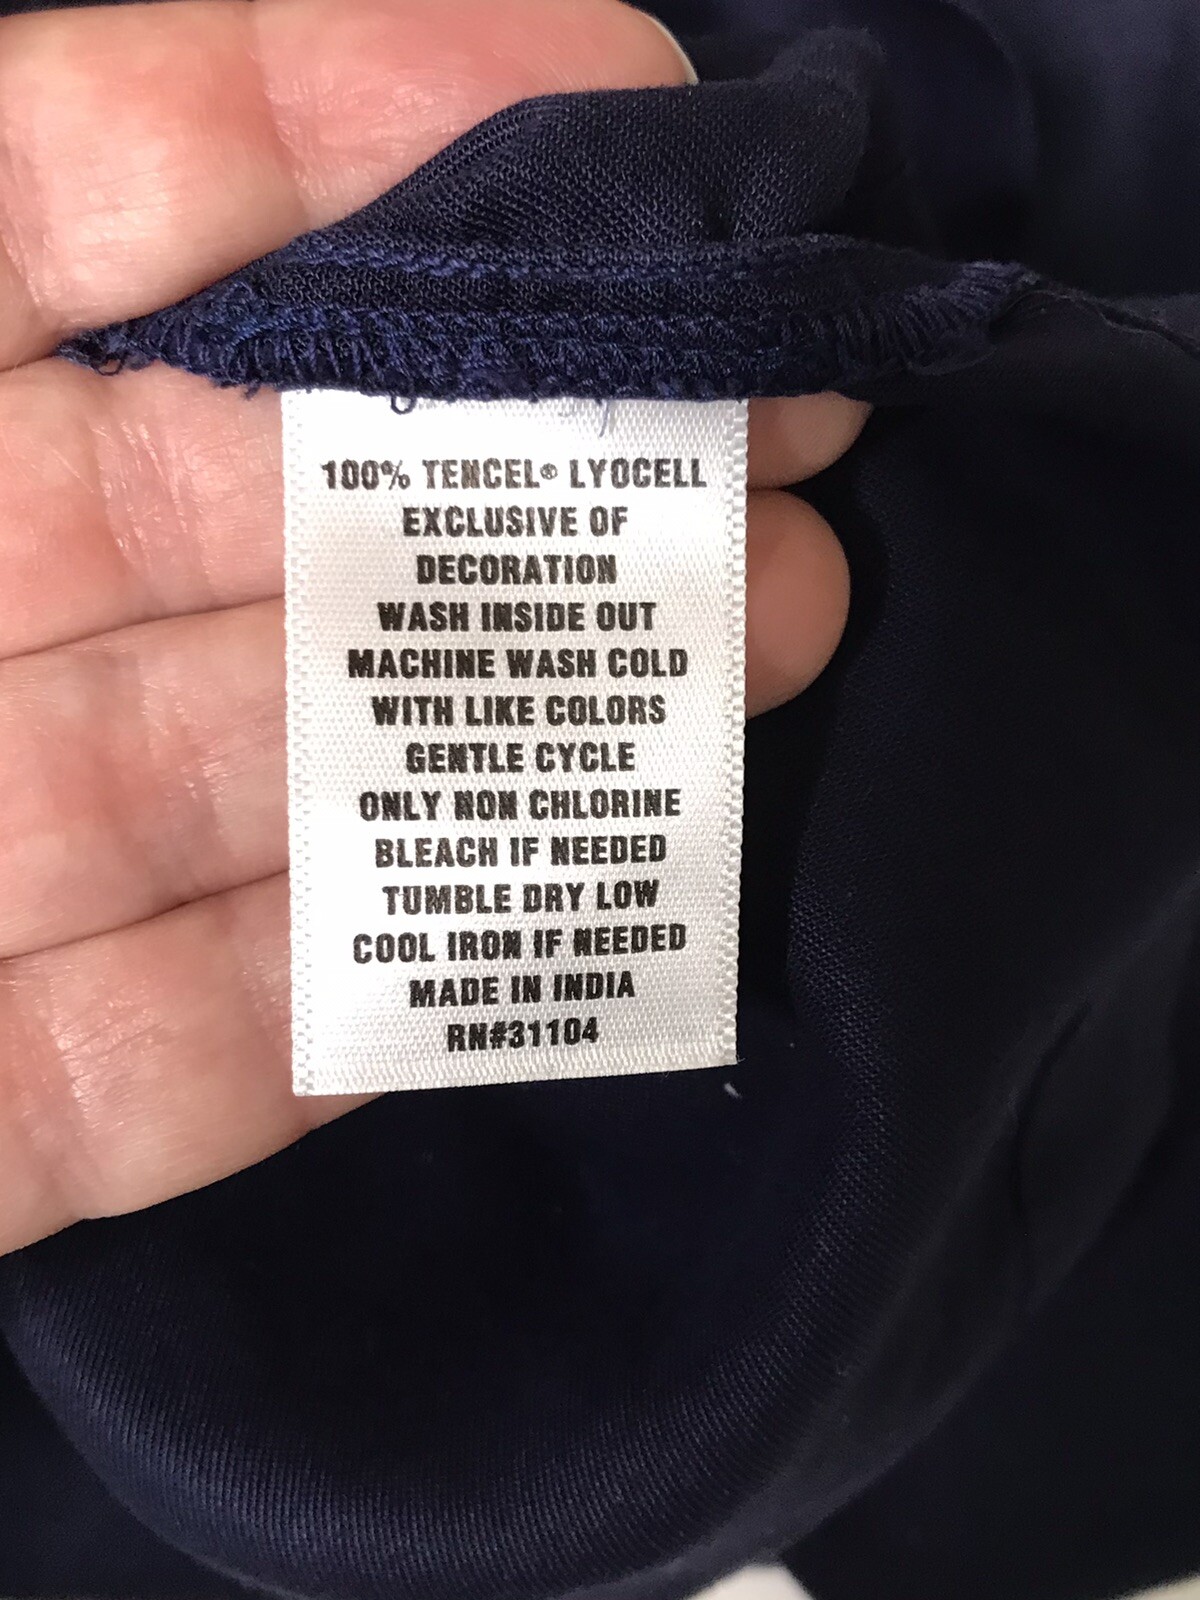 100% TENCEL® LYOCELL
EXCLUSIVE OF
DECORATION
WASH INSIDE OUT
MACHINE WASH COLD
WITH LIKE COLORS
GENTLE CYCLE
ONLY NON CHLORINE
BLEACH IF NEEDED
TUMBLE DRY LOW
COOL IRON IF NEEDED
MADE IN INDIA
RN#31104